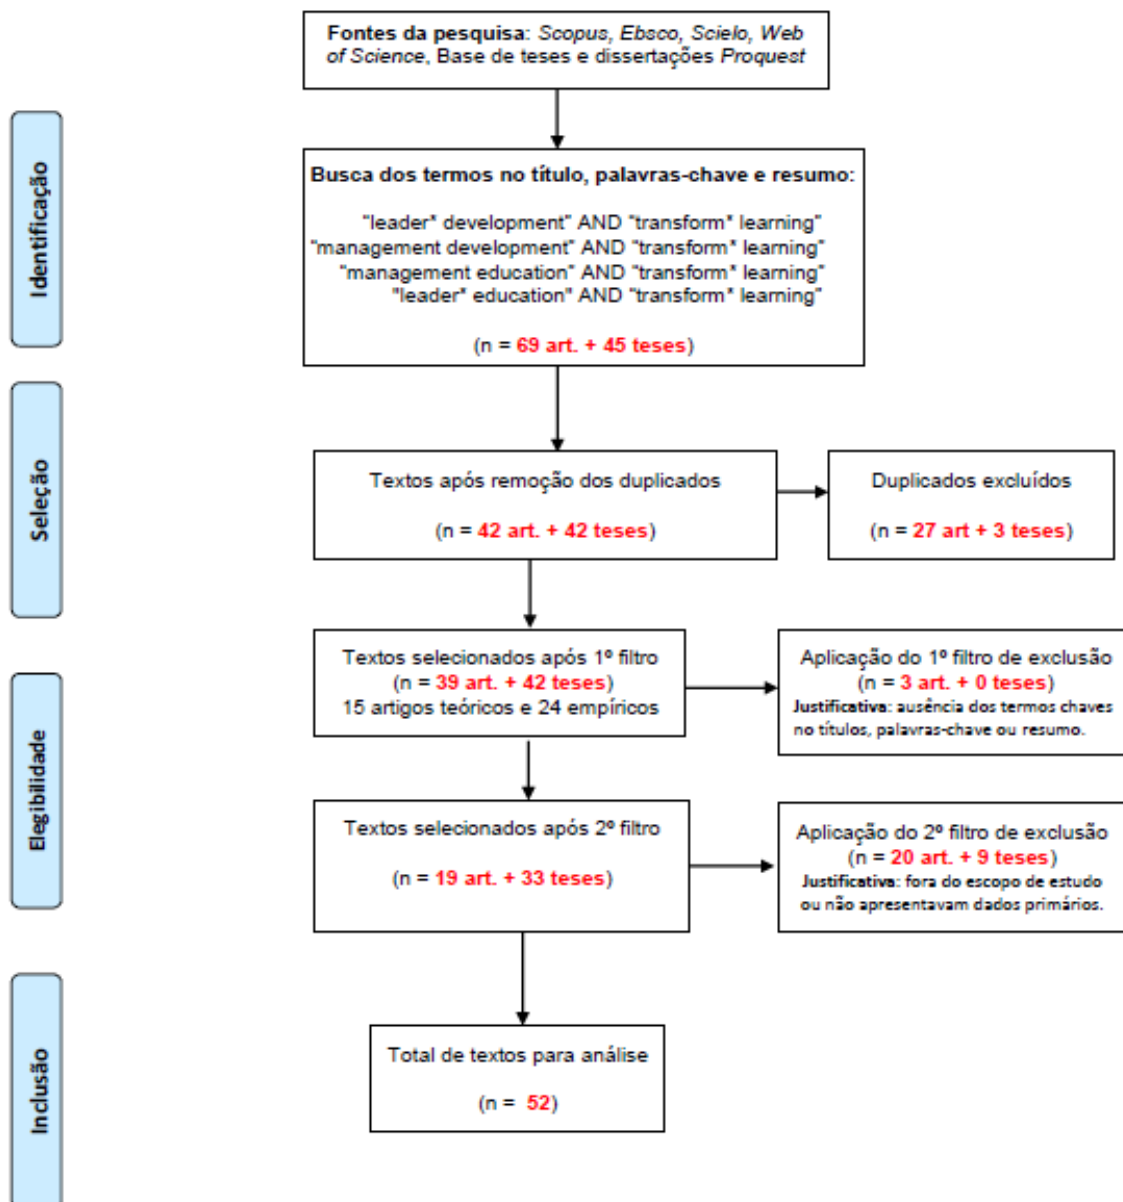 Fontes da pesquisa: Scopus, Ebsco, Scielo, Web
of Science, Base de teses e dissertações Proquest
Identificação
Busca dos termos no título, palavras-chave e resumo:
"leader* development" AND "transform* learning"
"management development" AND "transform* learning"
"management education" AND "transform* learning"
"leader* education" AND "transform* learning"
(n = 69 art. + 45 teses)
Seleção
Textos após remoção dos duplicados
(n = 42 art. + 42 teses)
Duplicados excluídos
(n = 27 art + 3 teses)
Elegibilidade
Textos selecionados após 1º filtro
(n = 39 art. + 42 teses)
15 artigos teóricos e 24 empíricos
Aplicação do 1º filtro de exclusão
(n = 3 art. + 0 teses)
Justificativa: ausência dos termos chaves
no títulos, palavras-chave ou resumo.
Textos selecionados após 2º filtro
(n = 19 art. + 33 teses)
Aplicação do 2º filtro de exclusão
(n = 20 art. + 9 teses)
Justificativa: fora do escopo de estudo
ou não apresentavam dados primários.
Inclusão
Total de textos para análise
(n = 52)